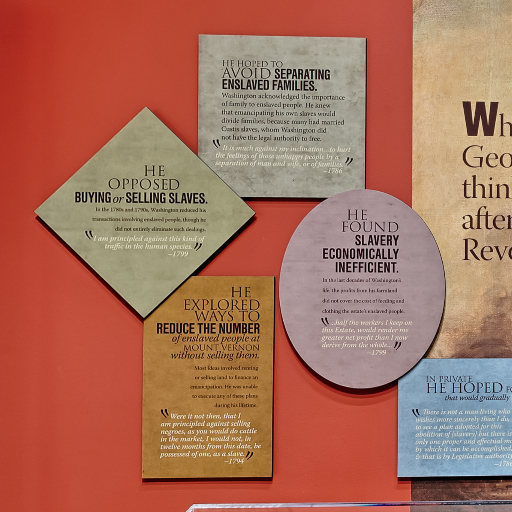 HE HOPED TO
AVOID SEPARATING
ENSLAVED FAMILIES.
Washington acknowledged the importance
of family to enslaved people. He knew
that emancipating his own slaves would
divide families, because many had married
Custis slaves, whom Washington did
not have the legal authority to free.
"It is much against my inclination...to hurt
the feelings of those unhappy people by a
separation of man and wife, or of families."
–1786
HE
OPPOSED
BUYING or SELLING SLAVES.
In the 1780s and 1790s, Washington reduced his
transactions involving enslaved people, though he
did not entirely eliminate such dealings.
"I am principled against this kind of
traffic in the human species."
–1799
HE
FOUND
SLAVERY
ECONOMICALLY
INEFFICIENT.
In the last decades of Washington's
life, the profits from his farmland
did not cover the cost of feeding and
clothing the estate's enslaved people.
"...half the workers I keep on
this Estate, would render me
greater net profit than I now
derive from the whole..."
–1799
HE
EXPLORED
WAYS TO
REDUCE THE NUMBER
of enslaved people at
MOUNT VERNON
without selling them.
Most ideas involved renting
or selling land to finance an
emancipation. He was unable
to execute any of these plans
during his lifetime.
"Were it not then, that I
am principled against selling
negroes, as you would do cattle
in the market, I would not, in
twelve months from this date, be
possessed of one, as a slave."
–1794
Wh
Geo
thin
after
Revo
IN PRIVATE
HE HOPED FO
that would gradually
"There is not a man living who
wishes more sincerely than I do,
to see a plan adopted for the
abolition of [slavery] but there is
only one proper and effectual m
by which it can be accomplished,
& that is by Legislative authority
–1786